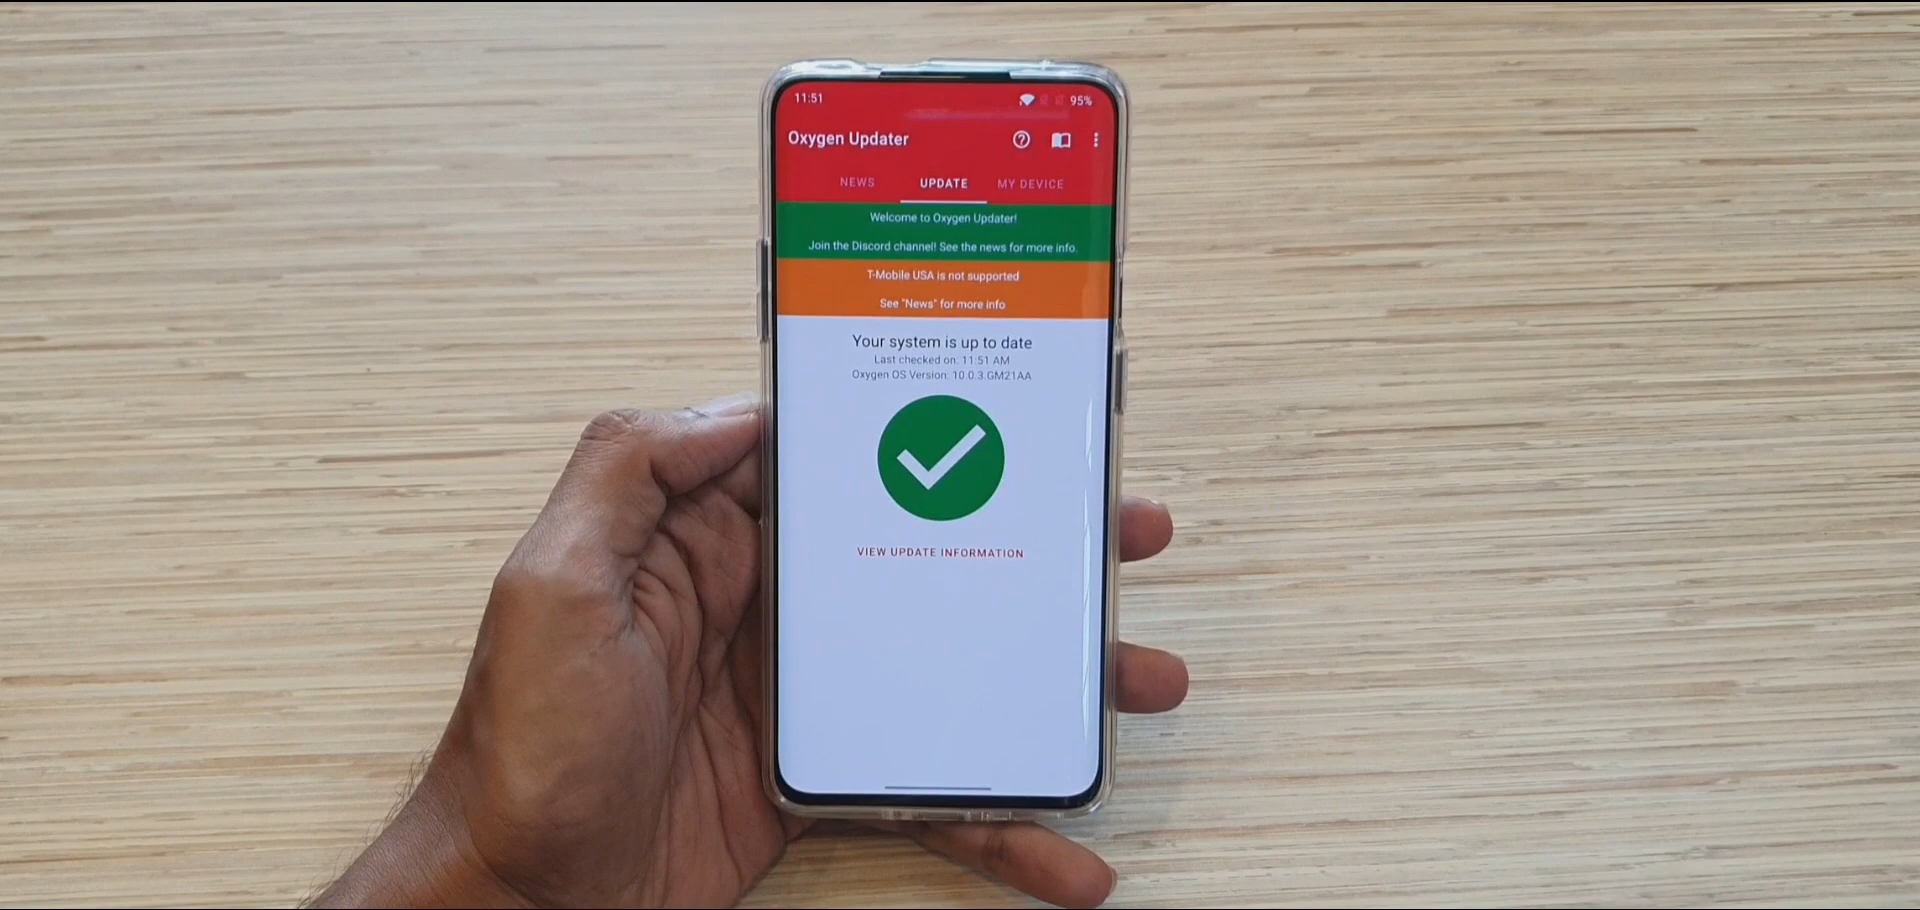 11:51
95%
Oxygen Updater
NEWS
UPDATE
MY DEVICE
Welcome to Oxygen Updater!
Join the Discord channel! See the news for more info.
T-Mobile USA is not supported
See "News" for more info
Your system is up to date
Last checked on: 11:51 AM
Oxygen OS Version: 10.0.3.GM21AA
VIEW UPDATE INFORMATION